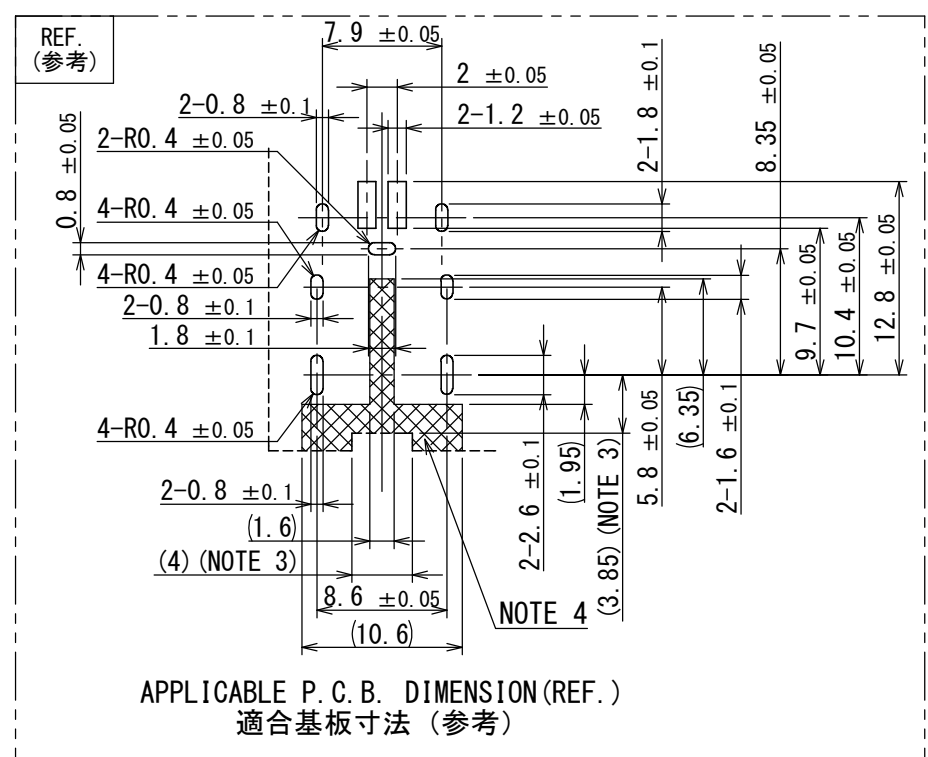 REF.
(参考)
7.9 ±0.05
2 ±0.05
2-0.8 ±0.1
2-1.2 ±0.05
2-R0.4 ±0.05
0.8 ±0.05
4-R0.4 ±0.05
4-R0.4 ±0.05
2-0.8 ±0.1
1.8 ±0.1
4-R0.4 ±0.05
2-0.8 ±0.1
(1.6)
(4)(NOTE 3)
8.6 ±0.05
(10.6)
2-1.8 ±0.1
8.35 ±0.05
9.7 ±0.05
10.4 ±0.05
12.8 ±0.05
2-2.6 ±0.1
(1.95)
(3.85)(NOTE 3)
5.8 ±0.05
(6.35)
2-1.6 ±0.1
NOTE 4
APPLICABLE P.C.B. DIMENSION(REF.)
適合基板寸法 (参考)